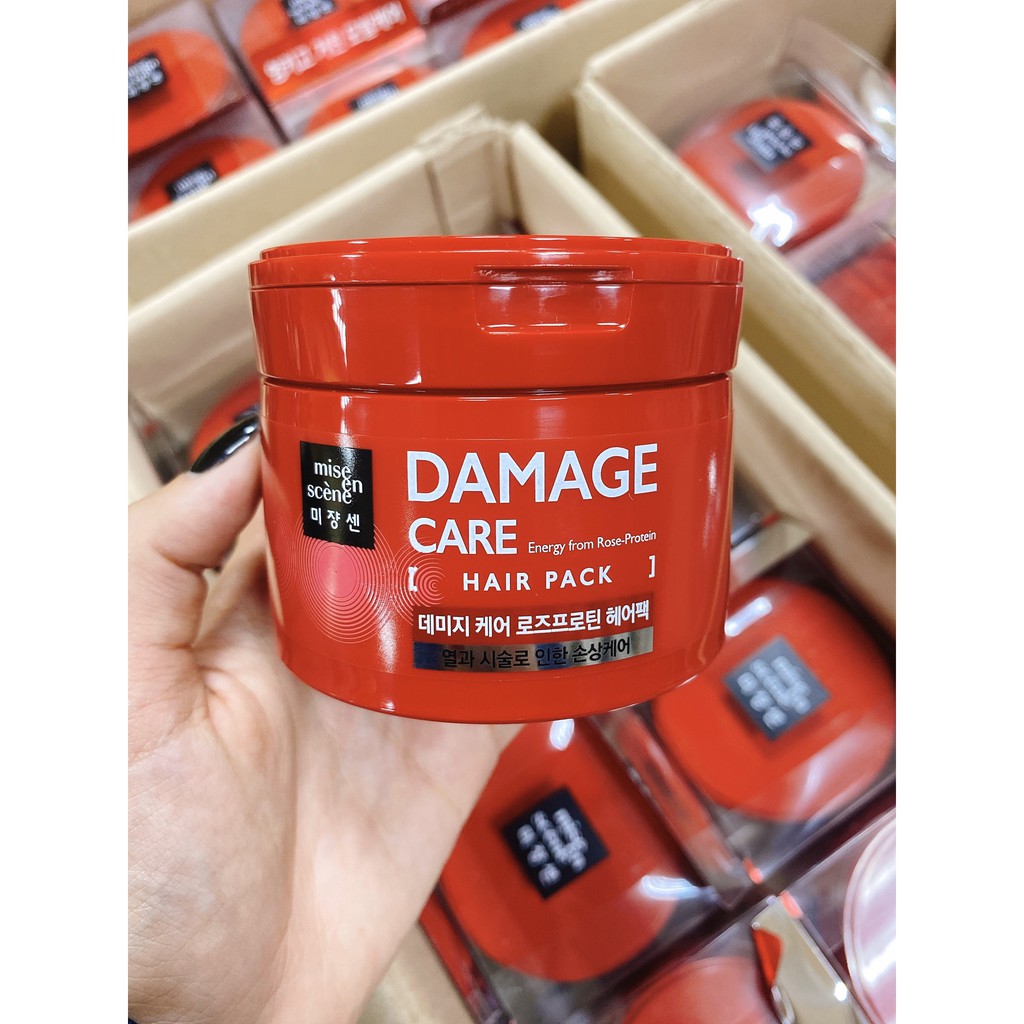 mise
en
scène
미쟝센
DAMAGE
CARE Energy from Rose-Protein
[ HAIR PACK ]
데미지 케어 로즈프로틴 헤어팩
열과 시술로 인한 손상케어